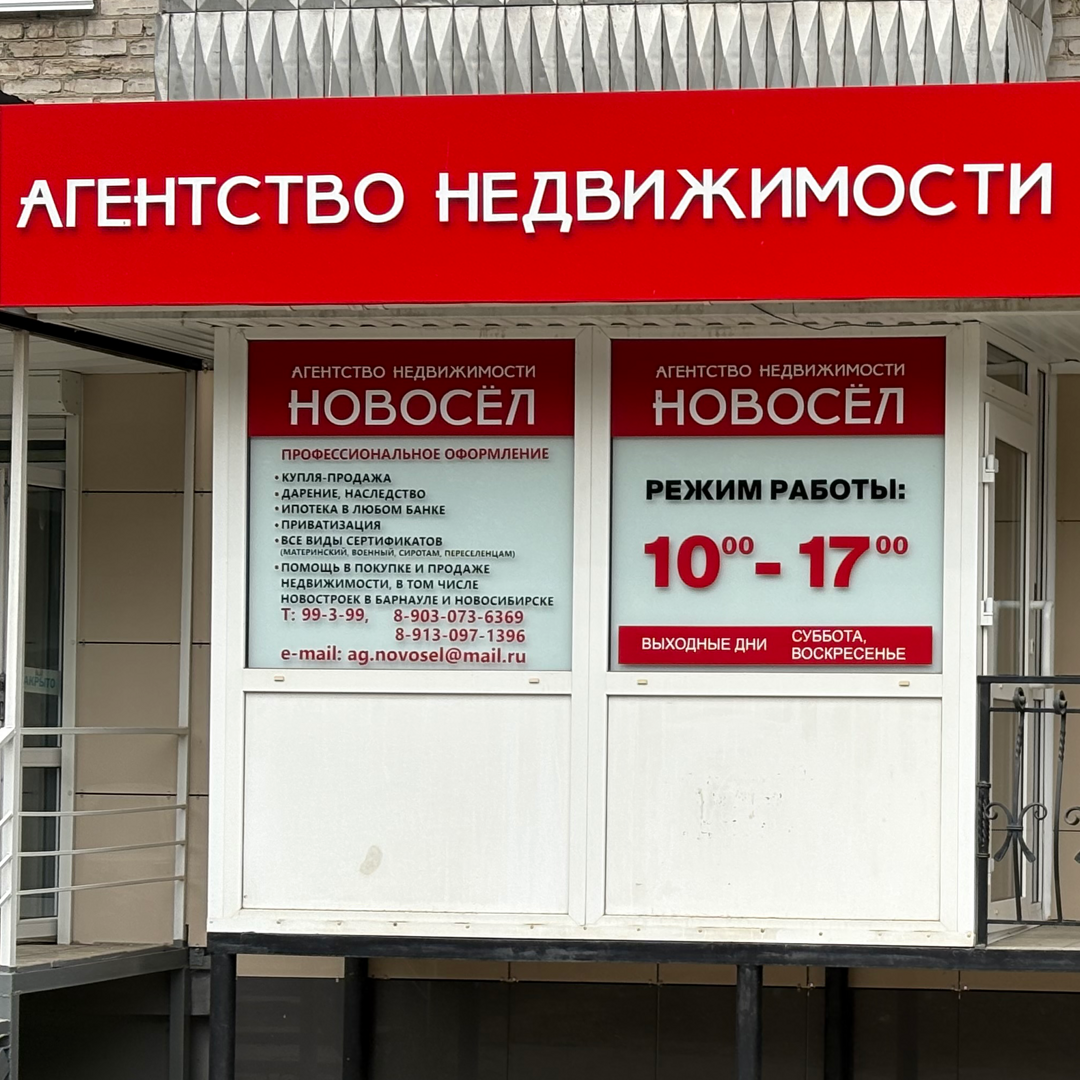 АГЕНТСТВО НЕДВИЖИМОСТИ
АГЕНТСТВО НЕДВИЖИМОСТИ
НОВОСЁЛ
ПРОФЕССИОНАЛЬНОЕ ОФОРМЛЕНИЕ
• КУПЛЯ-ПРОДАЖА
• ДАРЕНИЕ, НАСЛЕДСТВО
• ИПОТЕКА В ЛЮБОМ БАНКЕ
• ПРИВАТИЗАЦИЯ
• ВСЕ ВИДЫ СЕРТИФИКАТОВ
(МАТЕРИНСКИЙ, ВОЕННЫЙ, СИРОТАМ, ПЕРЕСЕЛЕНЦАМ)
• ПОМОЩЬ В ПОКУПКЕ И ПРОДАЖЕ
НЕДВИЖИМОСТИ, В ТОМ ЧИСЛЕ
НОВОСТРОЕК В БАРНАУЛЕ И НОВОСИБИРСКЕ
Т: 99-3-99, 8-903-073-6369
8-913-097-1396
e-mail: ag.novosel@mail.ru
АГЕНТСТВО НЕДВИЖИМОСТИ
НОВОСЁЛ
РЕЖИМ РАБОТЫ:
10⁰⁰ - 17⁰⁰
ВЫХОДНЫЕ ДНИ СУББОТА,
ВОСКРЕСЕНЬЕ